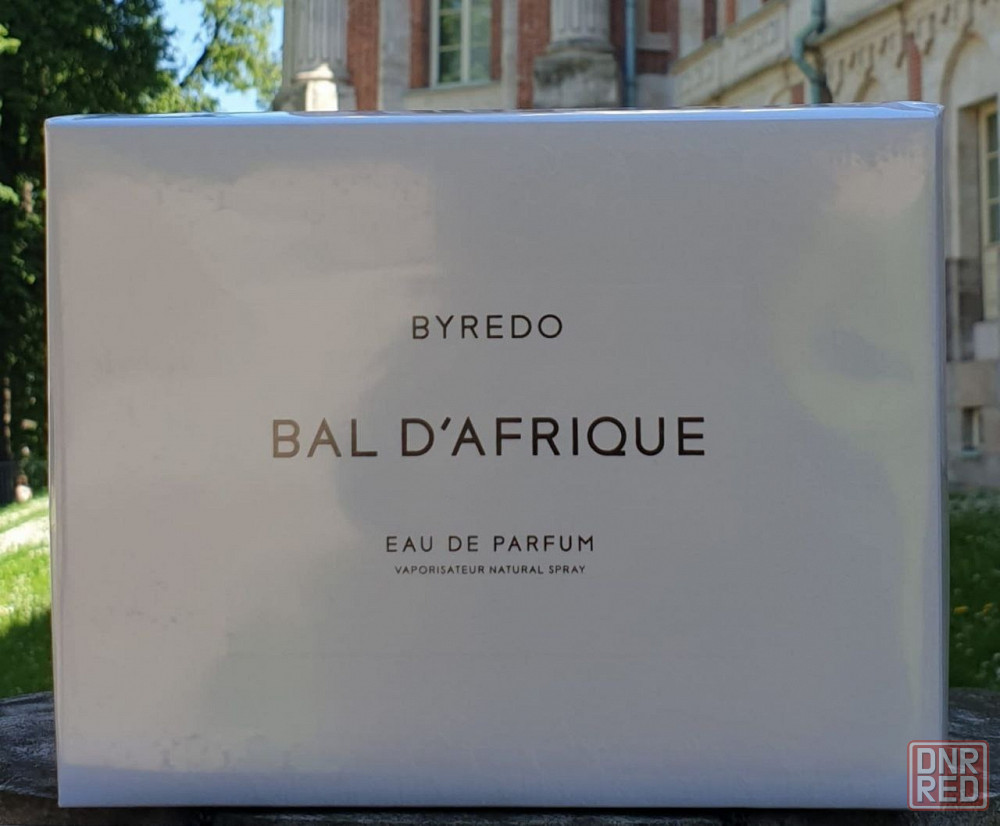 BYREDO
BAL D'AFRIQUE
EAU DE PARFUM
VAPORISATEUR NATURAL SPRAY
DNR
RED